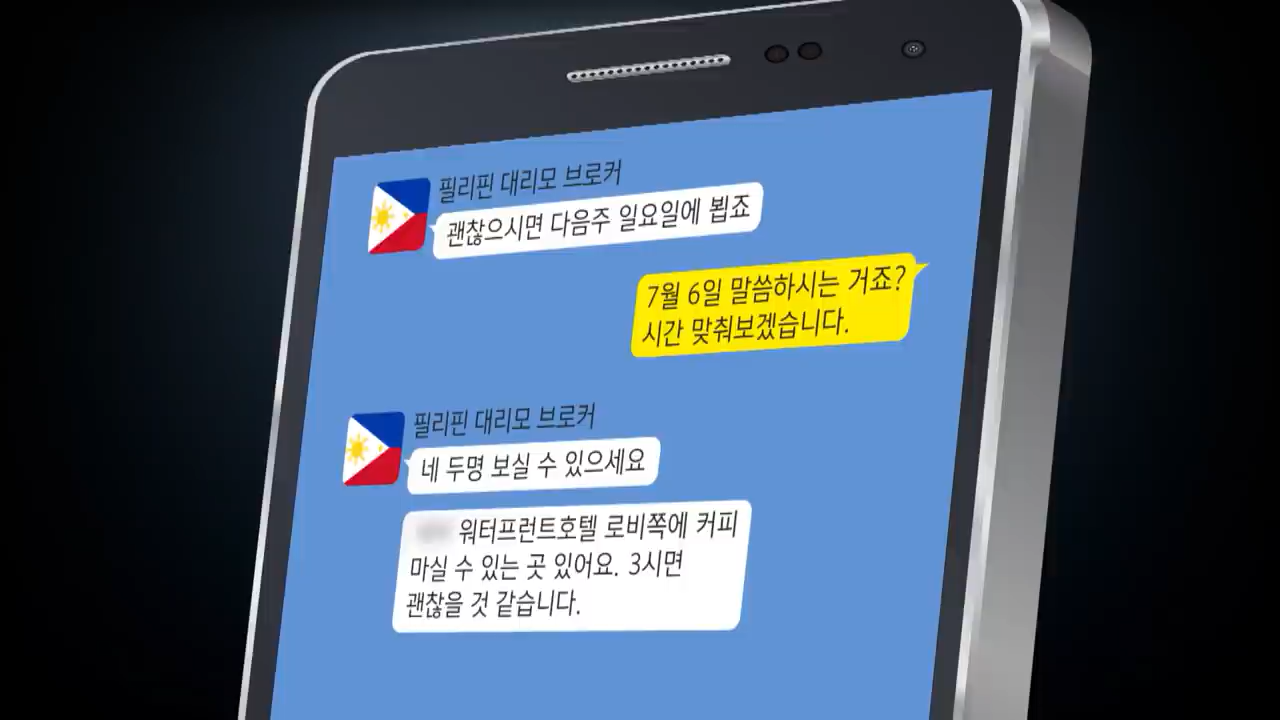 필리핀 대리모 브로커
괜찮으시면 다음주 일요일에 뵙죠
7월 6일 말씀하시는 거죠?
시간 맞춰보겠습니다.
필리핀 대리모 브로커
네 두명 보실 수 있으세요
워터프런트호텔 로비쪽에 커피
마실 수 있는 곳 있어요. 3시면
괜찮을 것 같습니다.